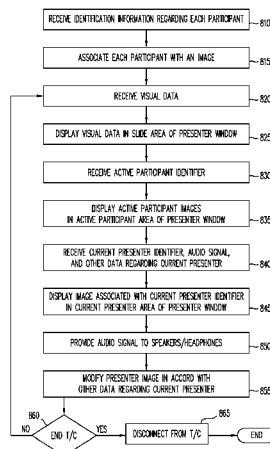 RECEIVE IDENTIFICATION INFORMATION REGARDING EACH PARTICIPANT
810
ASSOCIATE EACH PARTICIPANT WITH AN IMAGE
815
RECEIVE VISUAL DATA
820
DISPLAY VISUAL DATA IN SLIDE AREA OF PRESENTER WINDOW
825
RECEIVE ACTIVE PARTICIPANT IDENTIFIER
830
DISPLAY ACTIVE PARTICIPANT IMAGES
IN ACTIVE PARTICIPANT AREA OF PRESENTER WINDOW
835
RECEIVE CURRENT PRESENTER IDENTIFIER, AUDIO SIGNAL,
AND OTHER DATA REGARDING CURRENT PRESENTER
840
DISPLAY IMAGE ASSOCIATED WITH CURRENT PRESENTER IDENTIFIER
IN CURRENT PRESENTER AREA OF PRESENTER WINDOW
845
PROVIDE AUDIO SIGNAL TO SPEAKERS/HEADPHONES
850
MODIFY PRESENTER IMAGE IN ACCORD WITH
OTHER DATA REGARDING CURRENT PRESENTER
855
860
END T/C
NO
YES
865
DISCONNECT FROM T/C
END